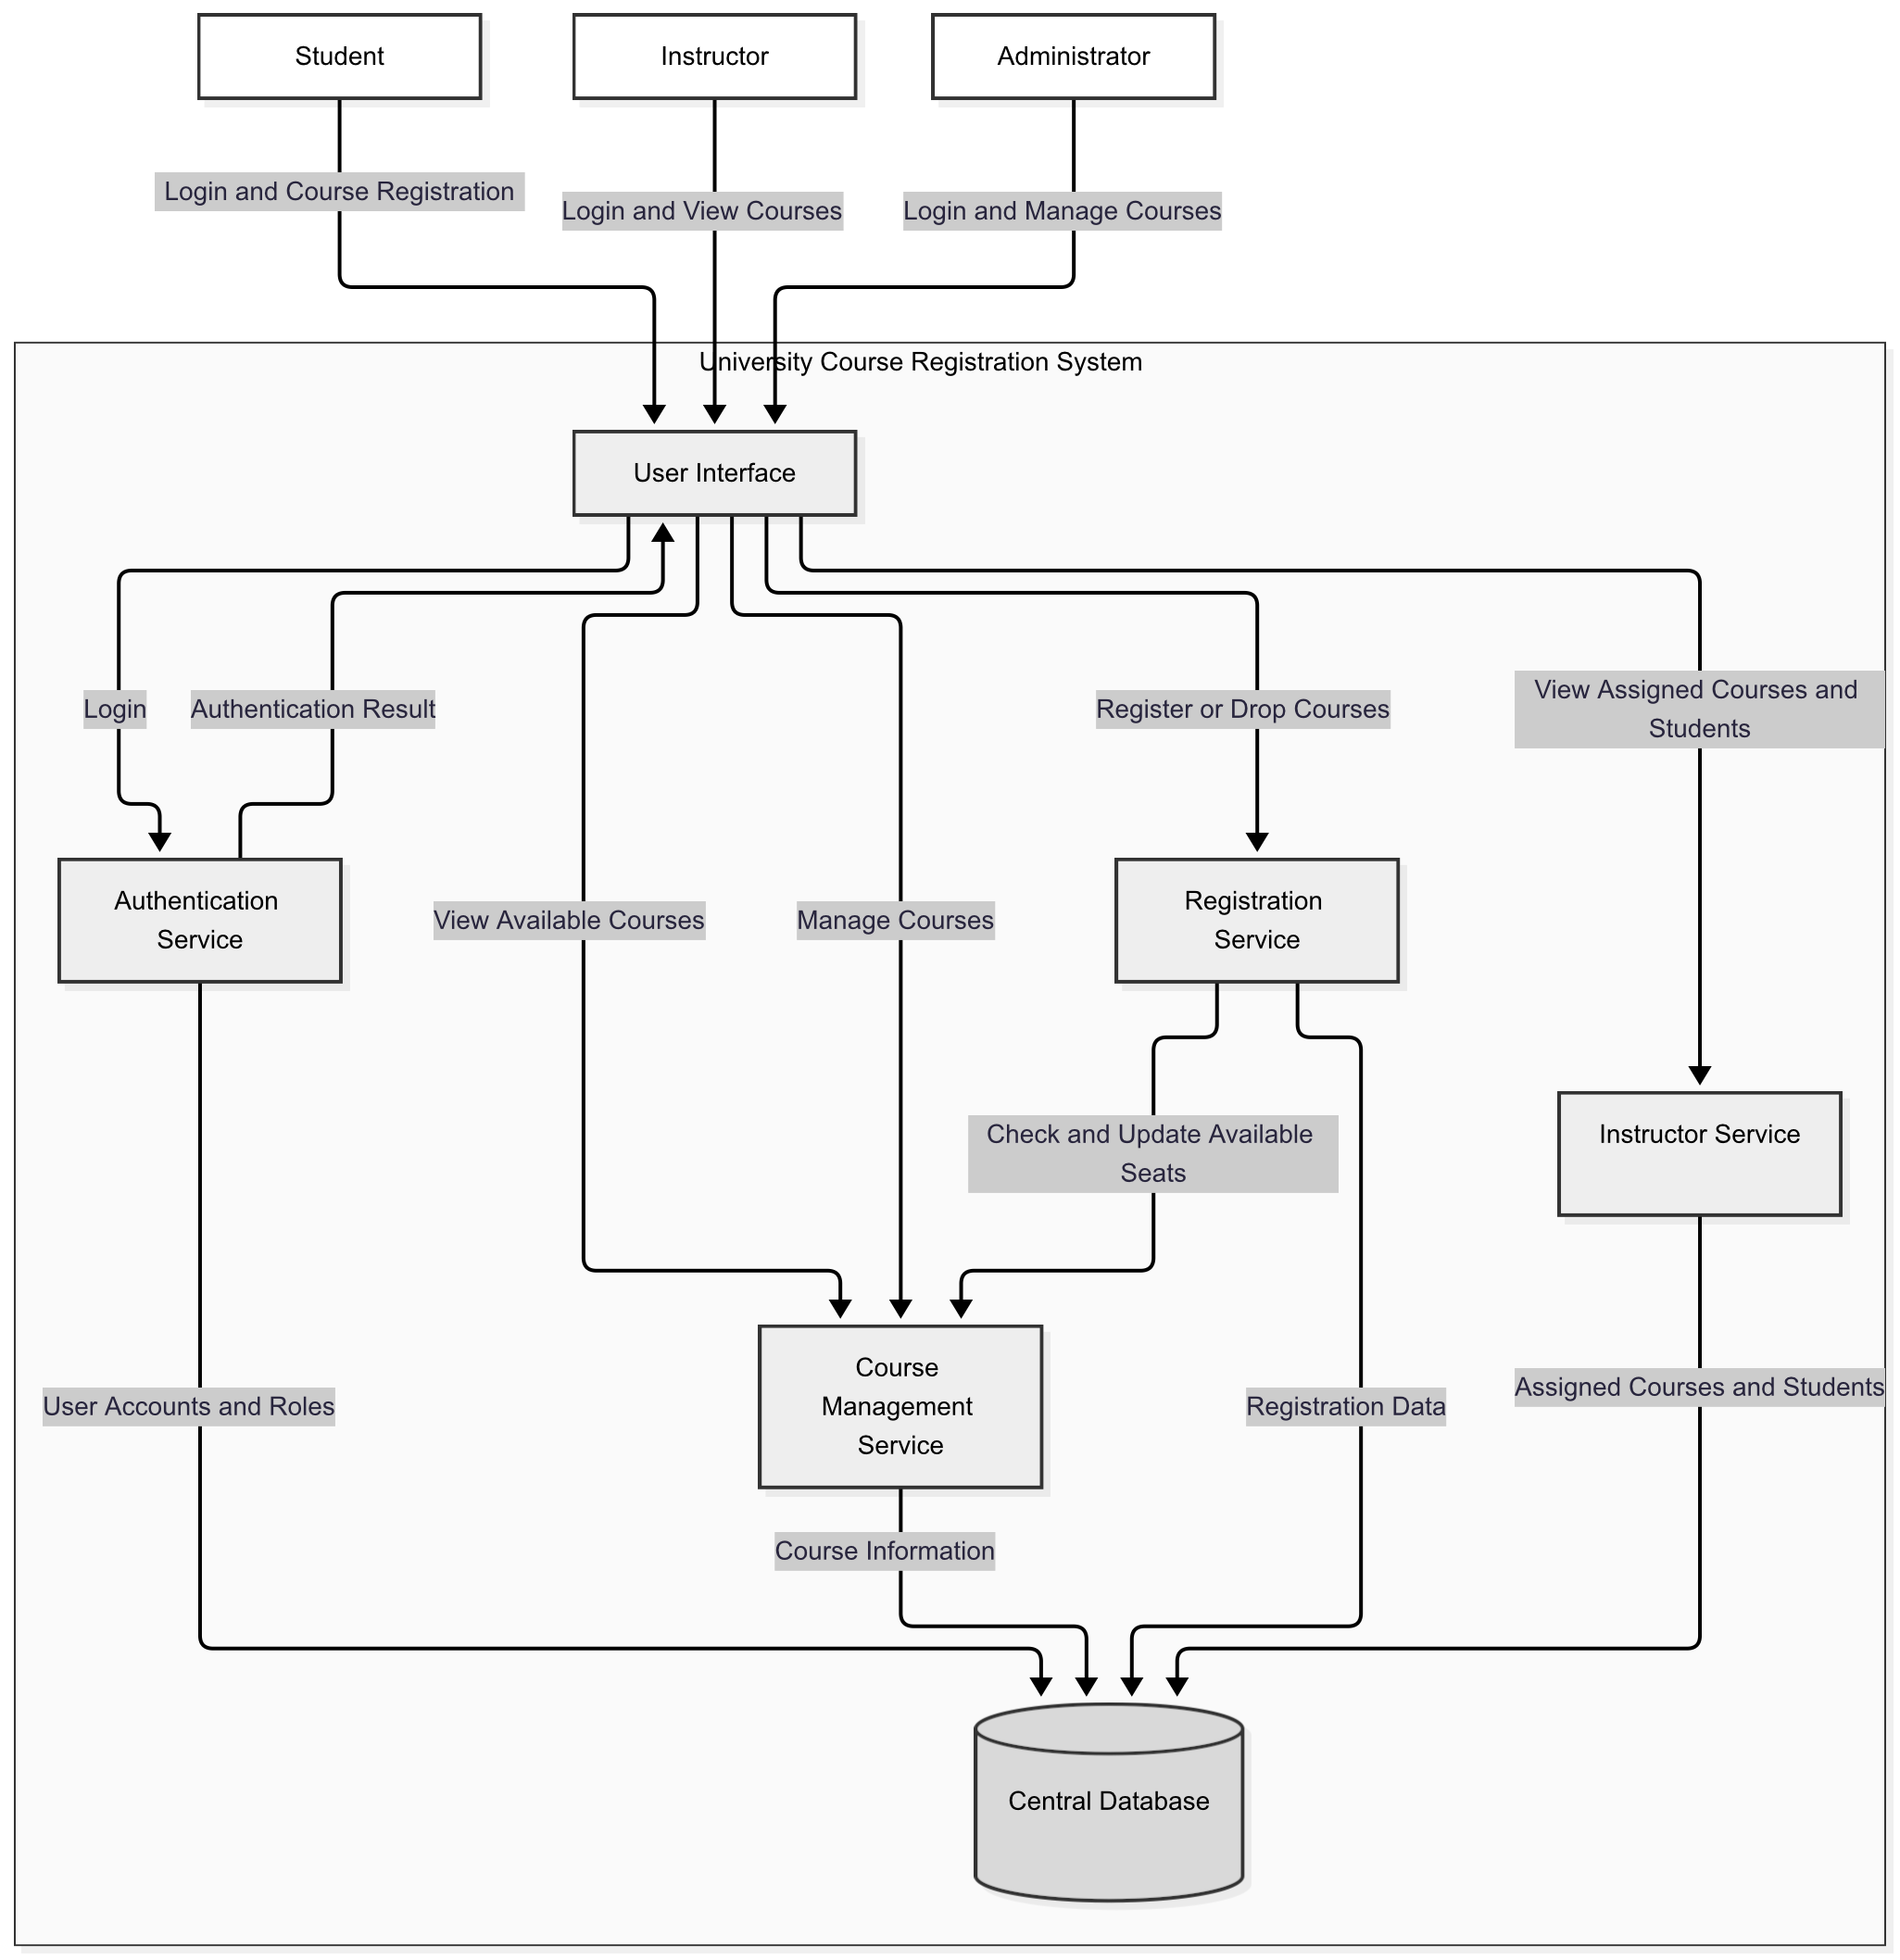 Student
Instructor
Administrator
Login and Course Registration
Login and View Courses
Login and Manage Courses
University Course Registration System
User Interface
Login
Authentication Result
Register or Drop Courses
View Assigned Courses and
Students
Authentication
Service
View Available Courses
Manage Courses
Registration
Service
Check and Update Available
Seats
Instructor Service
Course
Management
Service
User Accounts and Roles
Registration Data
Assigned Courses and Students
Course Information
Central Database